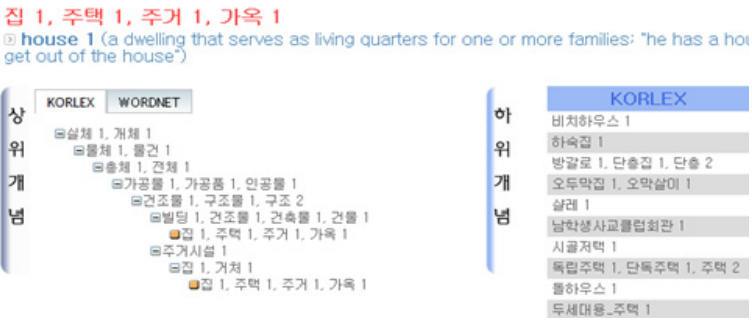 집 1, 주택 1, 주거 1, 가옥 1
house 1 (a dwelling that serves as living quarters for one or more families; "he has a hou
get out of the house")
상위개념
KORLEX WORDNET
실체 1, 개체 1
물체 1, 물건 1
총체 1, 전체 1
가공물 1, 가공품 1, 인공물 1
건조물 1, 구조물 1, 구조 2
빌딩 1, 건조물 1, 건축물 1, 건물 1
집 1, 주택 1, 주거 1, 가옥 1
주거시설 1
집 1, 거처 1
집 1, 주택 1, 주거 1, 가옥 1
하위개념
KORLEX
비치하우스 1
하숙집 1
방갈로 1, 단층집 1, 단층 2
오두막집 1, 오막살이 1
샬레 1
남학생사교클럽회관 1
시골저택 1
독립주택 1, 단독주택 1, 주택 2
돌하우스 1
두세대용_주택 1